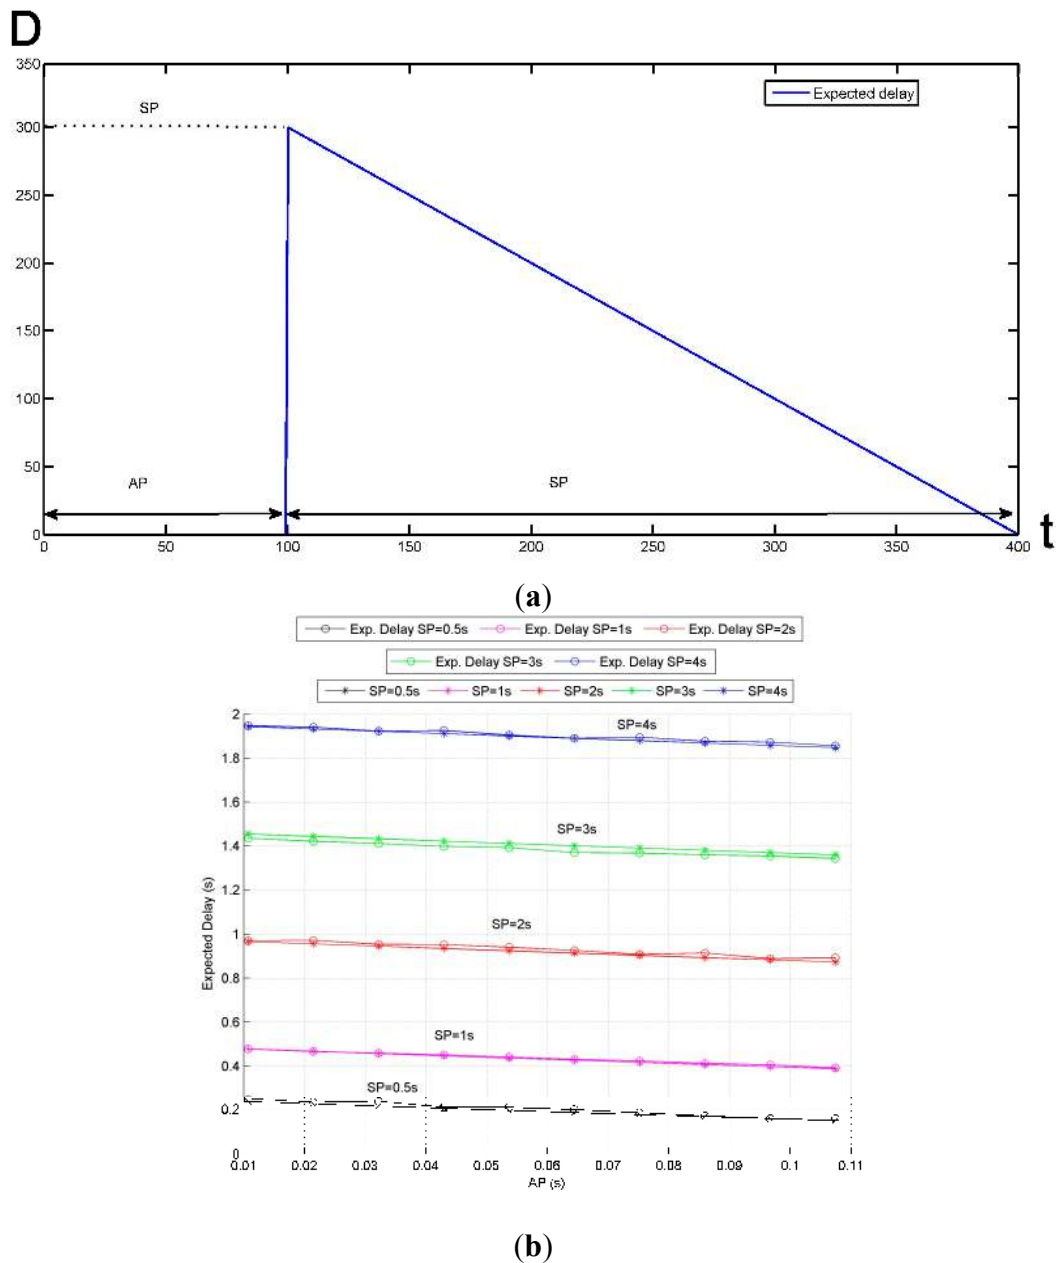 D
350
Expected delay
SP
300
250
200
150
100
50
AP SP
0
0 50 100 150 200 250 300 350 400 t
(a)
Exp. Delay SP=0.5s Exp. Delay SP=1s Exp. Delay SP=2s
Exp. Delay SP=3s Exp. Delay SP=4s
SP=0.5s SP=1s SP=2s SP=3s SP=4s
2
SP=4s
1.8
1.6
SP=3s
1.4
1.2
SP=2s
1
Expected Delay (s)
0.8
0.6
SP=1s
0.4
SP=0.5s
0.2
0
0.01 0.02 0.03 0.04 0.05 0.06 0.07 0.08 0.09 0.1 0.11
AP (s)
(b)